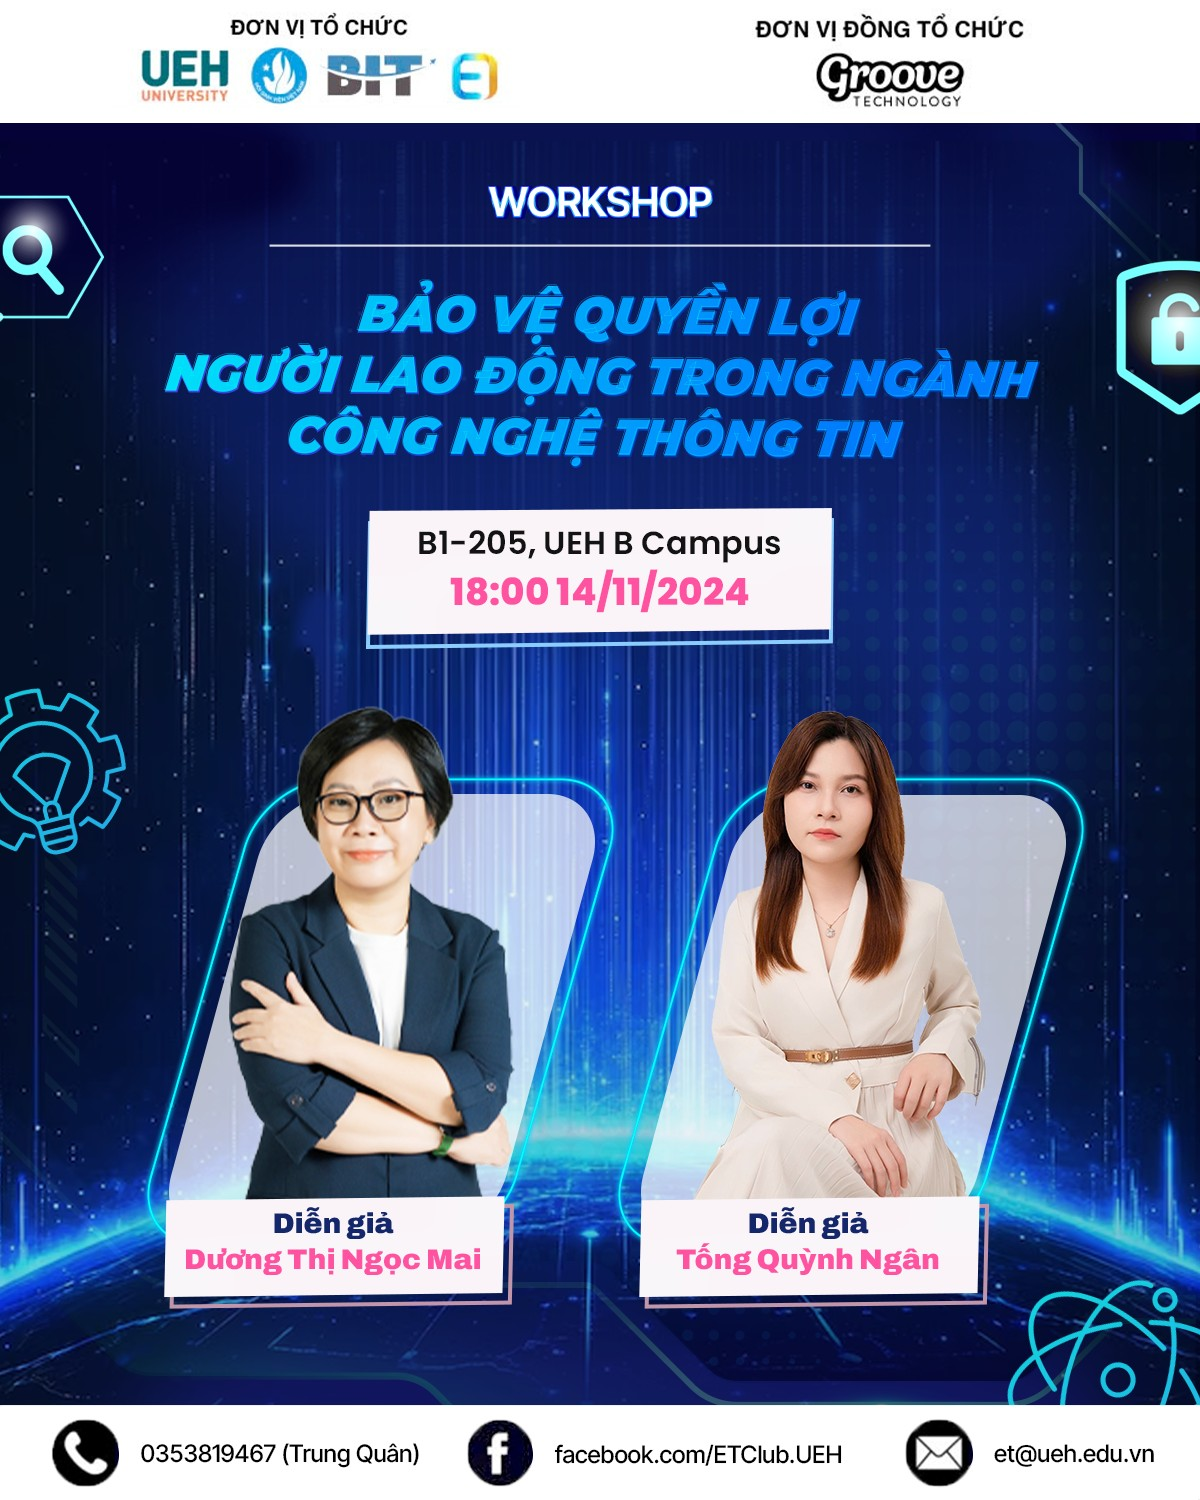 ĐƠN VỊ TỔ CHỨC
UEH
UNIVERSITY
BIT
ĐƠN VỊ ĐỒNG TỔ CHỨC
Groove
TECHNOLOGY
WORKSHOP
BẢO VỆ QUYỀN LỢI
NGƯỜI LAO ĐỘNG TRONG NGÀNH
CÔNG NGHỆ THÔNG TIN
B1-205, UEH B Campus
18:00 14/11/2024
Diễn giả
Dương Thị Ngọc Mai
Diễn giả
Tống Quỳnh Ngân
0353819467 (Trung Quân)
facebook.com/ETClub.UEH
et@ueh.edu.vn